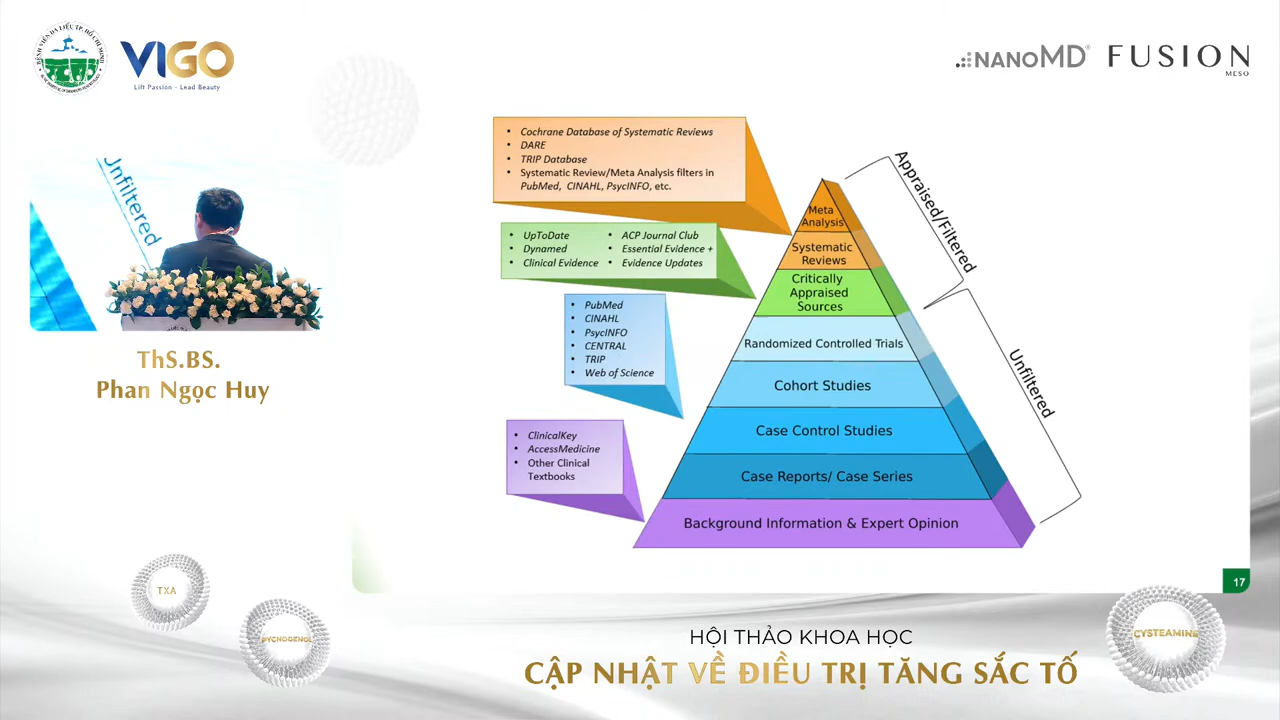 VIGO
Lift Passion - Lead Beauty
NANOMD® FUSION
MESO
Unfiltered
ThS.BS.
Phan Ngọc Huy
• Cochrane Database of Systematic Reviews
• DARE
• TRIP Database
• Systematic Review/Meta Analysis filters in
PubMed, CINAHL, PsycINFO, etc.
• UpToDate
• Dynamed
• Clinical Evidence
• ACP Journal Club
• Essential Evidence +
• Evidence Updates
• PubMed
• CINAHL
• PsycINFO
• CENTRAL
• TRIP
• Web of Science
• ClinicalKey
• AccessMedicine
• Other Clinical
Textbooks
Meta
Analysis
Systematic
Reviews
Critically
Appraised
Sources
Randomized Controlled Trials
Cohort Studies
Case Control Studies
Case Reports/ Case Series
Background Information & Expert Opinion
Appraised/Filtered
Unfiltered
17
TXA
PYCNOGENOL
CYSTEAMINE
HỘI THẢO KHOA HỌC
CẬP NHẬT VỀ ĐIỀU TRỊ TĂNG SẮC TỐ